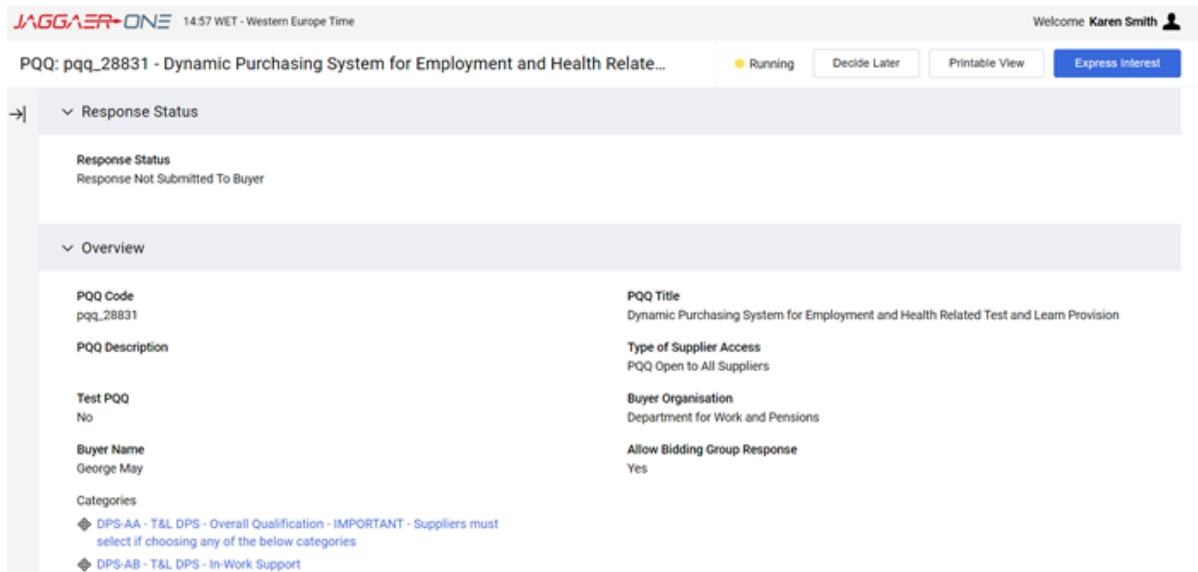 JAGGAER ONE 14:57 WET - Western Europe Time Welcome Karen Smith
PQQ: pqq_28831 - Dynamic Purchasing System for Employment and Health Relate... Running Decide Later Printable View Express Interest
Response Status
Response Status
Response Not Submitted To Buyer
Overview
PQQ Code
pqq_28831
PQQ Title
Dynamic Purchasing System for Employment and Health Related Test and Learn Provision
PQQ Description
Type of Supplier Access
PQQ Open to All Suppliers
Test PQQ
No
Buyer Organisation
Department for Work and Pensions
Buyer Name
George May
Allow Bidding Group Response
Yes
Categories
DPS-AA - T&L DPS - Overall Qualification - IMPORTANT - Suppliers must
select if choosing any of the below categories
DPS-AB - T&L DPS - In-Work Support